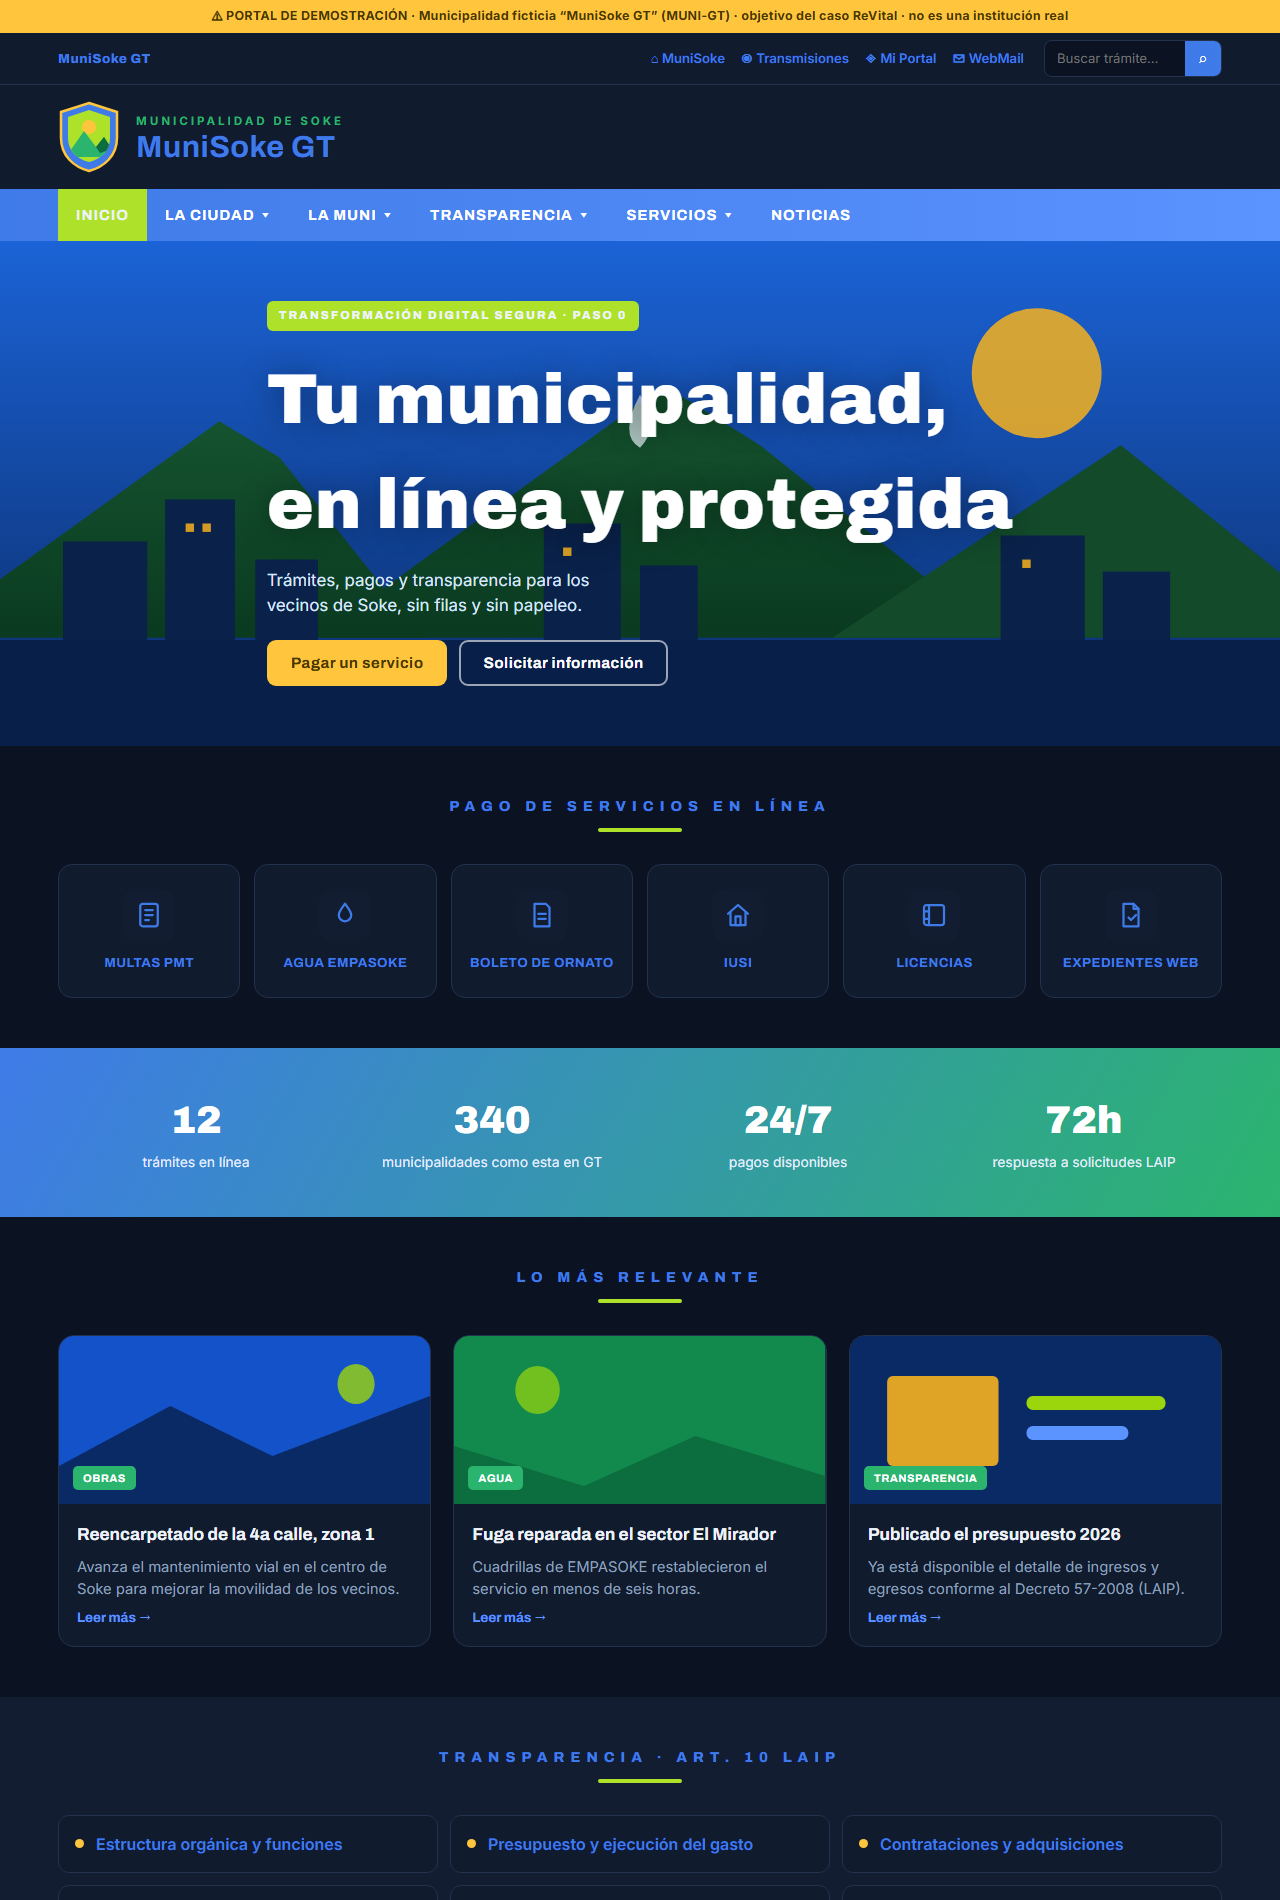 ⚠ PORTAL DE DEMOSTRACIÓN · Municipalidad ficticia “MuniSoke GT” (MUNI-GT) · objetivo del caso ReVital · no es una institución real
MuniSoke GT
MuniSoke Transmisiones Mi Portal WebMail Buscar trámite...
MUNICIPALIDAD DE SOKE
MuniSoke GT
INICIO LA CIUDAD LA MUNI TRANSPARENCIA SERVICIOS NOTICIAS
TRANSFORMACIÓN DIGITAL SEGURA · PASO 0
Tu municipalidad,
en línea y protegida
Trámites, pagos y transparencia para los
vecinos de Soke, sin filas y sin papeleo.
Pagar un servicio Solicitar información
PAGO DE SERVICIOS EN LÍNEA
MULTAS PMT AGUA EMPASOKE BOLETO DE ORNATO IUSI LICENCIAS EXPEDIENTES WEB
12 340 24/7 72h
trámites en línea municipalidades como esta en GT pagos disponibles respuesta a solicitudes LAIP
LO MÁS RELEVANTE
OBRAS
Reencarpetado de la 4a calle, zona 1
Avanza el mantenimiento vial en el centro de
Soke para mejorar la movilidad de los vecinos.
Leer más →
AGUA
Fuga reparada en el sector El Mirador
Cuadrillas de EMPASOKE restablecieron el
servicio en menos de seis horas.
Leer más →
TRANSPARENCIA
Publicado el presupuesto 2026
Ya está disponible el detalle de ingresos y
egresos conforme al Decreto 57-2008 (LAIP).
Leer más →
TRANSPARENCIA · ART. 10 LAIP
Estructura orgánica y funciones
Presupuesto y ejecución del gasto
Contrataciones y adquisiciones